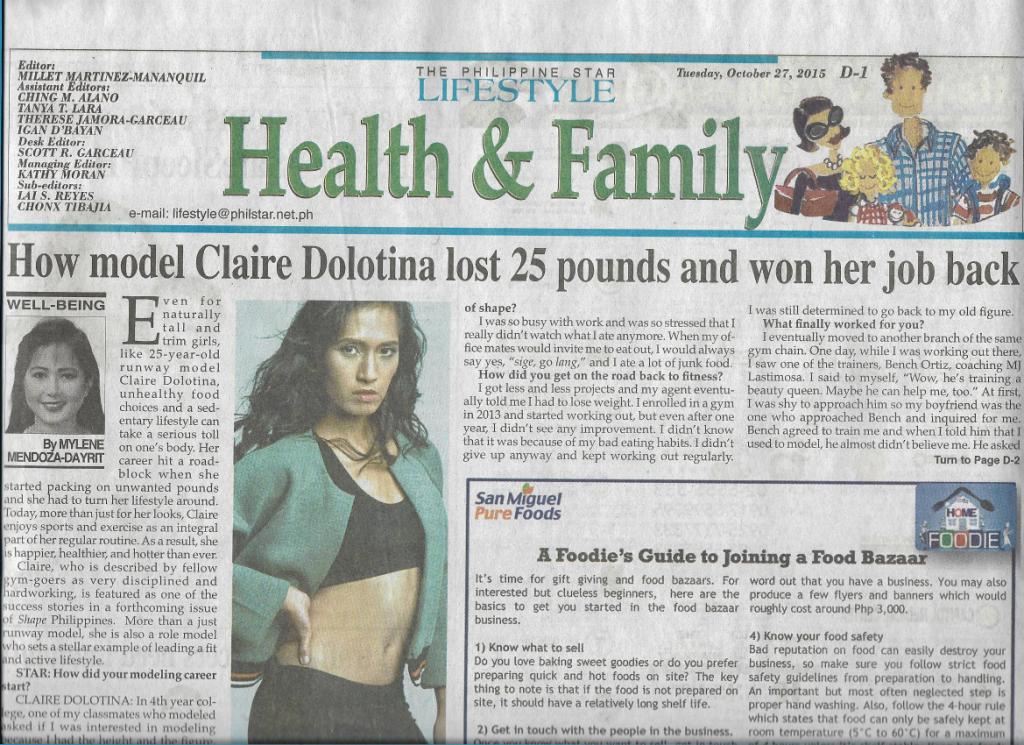 Editor:
MILLET MARTINEZ-MANANQUIL
Assistant Editors:
CHING M. ALANO
TANYA T. LARA
THERESE JAMORA-GARCEAU
IGAN D'BAYAN
Desk Editor:
SCOTT R. GARCEAU
Managing Editor:
KATHY MORAN
Sub-editors:
LAI S. REYES
CHONX TIBAJIA
e-mail: lifestyle@philstar.net.ph
THE PHILIPPINE STAR
LIFESTYLE
Tuesday, October 27, 2015 D-1
Health & Family
How model Claire Dolotina lost 25 pounds and won her job back
WELL-BEING
By MYLENE
MENDOZA-DAYRIT
Even for
naturally
tall and
trim girls,
like 25-year-old
runway model
Claire Dolotina,
unhealthy food
choices and a sed-
entary lifestyle can
take a serious toll
on one's body. Her
career hit a road-
block when she
started packing on unwanted pounds
and she had to turn her lifestyle around.
Today, more than just for her looks, Claire
enjoys sports and exercise as an integral
part of her regular routine. As a result, she
is happier, healthier, and hotter than ever.
Claire, who is described by fellow
gym-goers as very disciplined and
hardworking, is featured as one of the
success stories in a forthcoming issue
of Shape Philippines. More than a just
runway model, she is also a role model
who sets a stellar example of leading a fit
and active lifestyle.
STAR: How did your modeling career
start?
CLAIRE DOLOTINA: In 4th year col-
lege, one of my classmates who modeled
asked if I was interested in modeling
because I had the height and the figure.
of shape?
I was so busy with work and was so stressed that I
really didn't watch what I ate anymore. When my of-
fice mates would invite me to eat out, I would always
say yes, "sige, go lang," and I ate a lot of junk food.
How did you get on the road back to fitness?
I got less and less projects and my agent eventu-
ally told me I had to lose weight. I enrolled in a gym
in 2013 and started working out, but even after one
year, I didn't see any improvement. I didn't know
that it was because of my bad eating habits. I didn't
give up anyway and kept working out regularly.
I was still determined to go back to my old figure.
What finally worked for you?
I eventually moved to another branch of the same
gym chain. One day, while I was working out there,
I saw one of the trainers, Bench Ortiz, coaching MJ
Lastimosa. I said to myself, "Wow, he's training a
beauty queen. Maybe he can help me, too." At first,
I was shy to approach him so my boyfriend was the
one who approached Bench and inquired for me.
Bench agreed to train me and when I told him that I
used to model, he almost didn't believe me. He asked
Turn to Page D-2
San Miguel
PureFoods
HOME
FOODIE
A Foodie's Guide to Joining a Food Bazaar
It's time for gift giving and food bazaars. For
interested but clueless beginners, here are the
basics to get you started in the food bazaar
business.
1) Know what to sell
Do you love baking sweet goodies or do you prefer
preparing quick and hot foods on site? The key
thing to note is that if the food is not prepared on
site, it should have a relatively long shelf life.
2) Get in touch with the people in the business.
word out that you have a business. You may also
produce a few flyers and banners which would
roughly cost around Php 3,000.
4) Know your food safety
Bad reputation on food can easily destroy your
business, so make sure you follow strict food
safety guidelines from preparation to handling.
An important but most often neglected step is
proper hand washing. Also, follow the 4-hour rule
which states that food can only be safely kept at
room temperature (5°C to 60°C) for a maximum